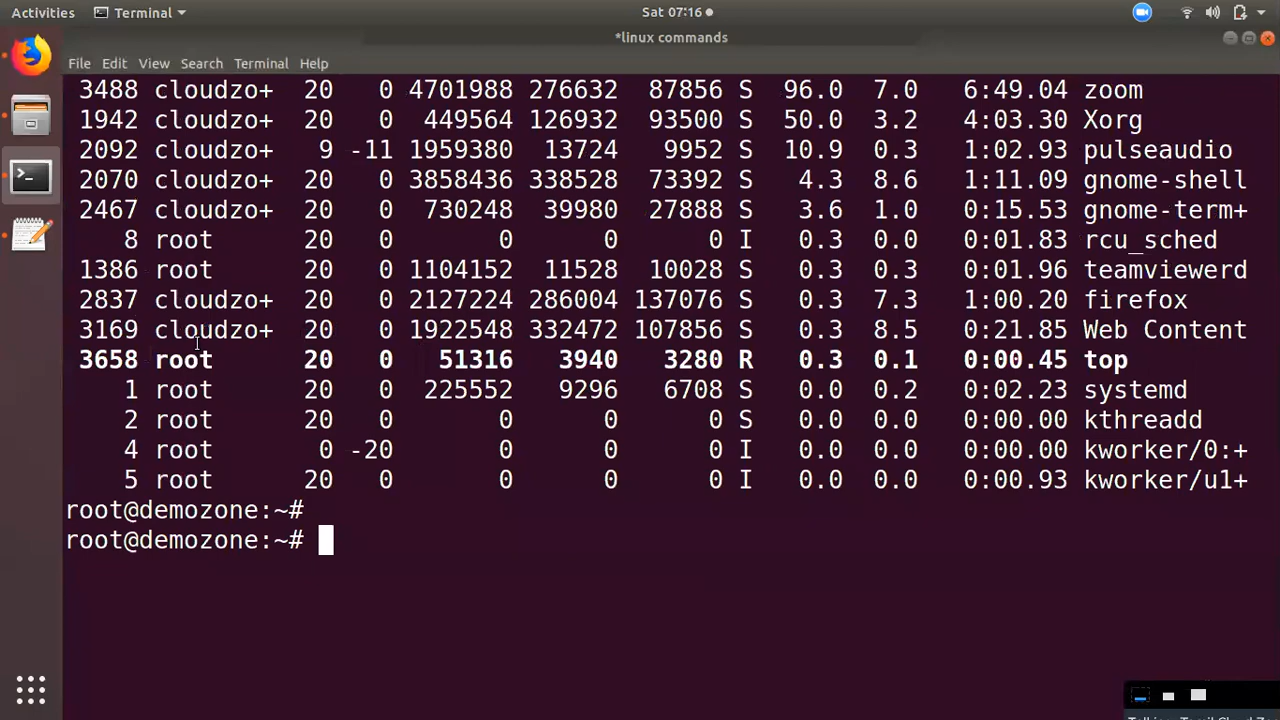 Activities Terminal Sat 07:16
*linux commands
File Edit View Search Terminal Help
3488 cloudzo+ 20 0 4701988 276632 87856 S 96.0 7.0 6:49.04 zoom
1942 cloudzo+ 20 0 449564 126932 93500 S 50.0 3.2 4:03.30 Xorg
2092 cloudzo+ 9 -11 1959380 13724 9952 S 10.9 0.3 1:02.93 pulseaudio
2070 cloudzo+ 20 0 3858436 338528 73392 S 4.3 8.6 1:11.09 gnome-shell
2467 cloudzo+ 20 0 730248 39980 27888 S 3.6 1.0 0:15.53 gnome-term+
8 root 20 0 0 0 0 I 0.3 0.0 0:01.83 rcu_sched
1386 root 20 0 1104152 11528 10028 S 0.3 0.3 0:01.96 teamviewerd
2837 cloudzo+ 20 0 2127224 286004 137076 S 0.3 7.3 1:00.20 firefox
3169 cloudzo+ 20 0 1922548 332472 107856 S 0.3 8.5 0:21.85 Web Content
3658 root 20 0 51316 3940 3280 R 0.3 0.1 0:00.45 top
1 root 20 0 225552 9296 6708 S 0.0 0.2 0:02.23 systemd
2 root 20 0 0 0 0 S 0.0 0.0 0:00.00 kthreadd
4 root 0 -20 0 0 0 I 0.0 0.0 0:00.00 kworker/0:+
5 root 20 0 0 0 0 I 0.0 0.0 0:00.93 kworker/u1+
root@demozone:~#
root@demozone:~#